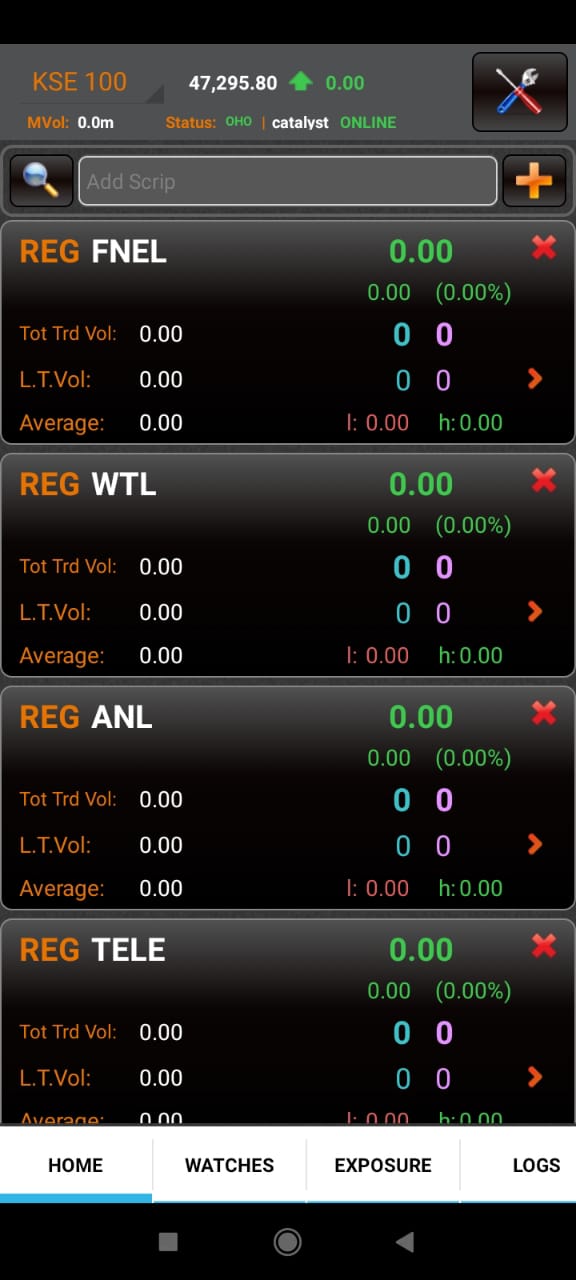 KSE 100 47,295.80 0.00
MVol: 0.0m Status: OHO | catalyst ONLINE
Add Scrip
REG FNEL 0.00
0.00 (0.00%)
Tot Trd Vol: 0.00 0 0
L.T.Vol: 0.00 0 0
Average: 0.00 l: 0.00 h:0.00
REG WTL 0.00
0.00 (0.00%)
Tot Trd Vol: 0.00 0 0
L.T.Vol: 0.00 0 0
Average: 0.00 l: 0.00 h:0.00
REG ANL 0.00
0.00 (0.00%)
Tot Trd Vol: 0.00 0 0
L.T.Vol: 0.00 0 0
Average: 0.00 l: 0.00 h:0.00
REG TELE 0.00
0.00 (0.00%)
Tot Trd Vol: 0.00 0 0
L.T.Vol: 0.00 0 0
Average: 0.00 l: 0.00 h:0.00
HOME WATCHES EXPOSURE LOGS